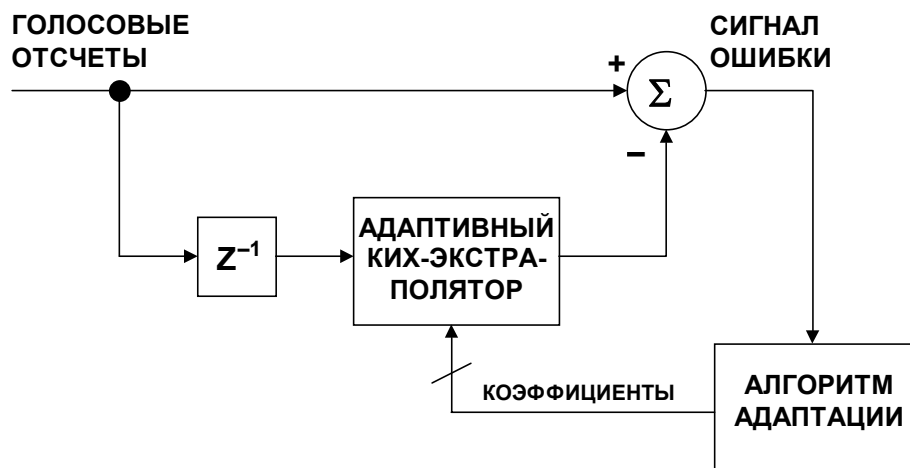 ГОЛОСОВЫЕ
ОТСЧЕТЫ
СИГНАЛ
ОШИБКИ
+
Σ
−
Z⁻¹
АДАПТИВНЫЙ
КИХ-ЭКСТРА-
ПОЛЯТОР
КОЭФФИЦИЕНТЫ
АЛГОРИТМ
АДАПТАЦИИ